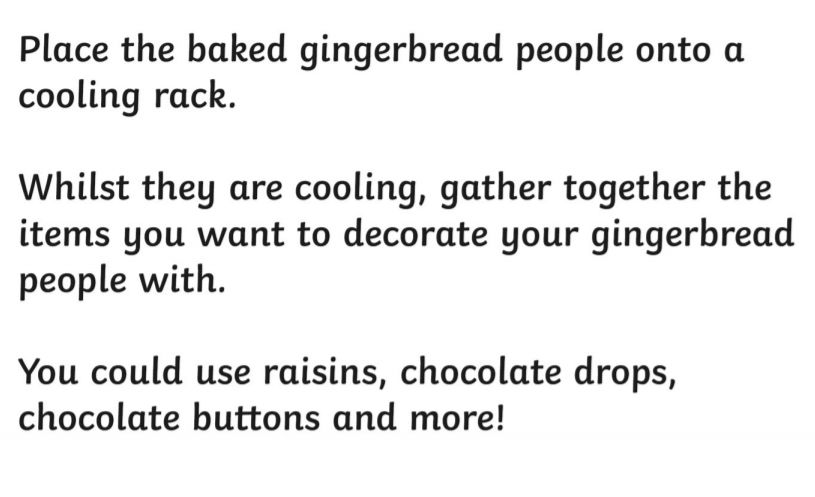 Place the baked gingerbread people onto a
cooling rack.
Whilst they are cooling, gather together the
items you want to decorate your gingerbread
people with.
You could use raisins, chocolate drops,
chocolate buttons and more!